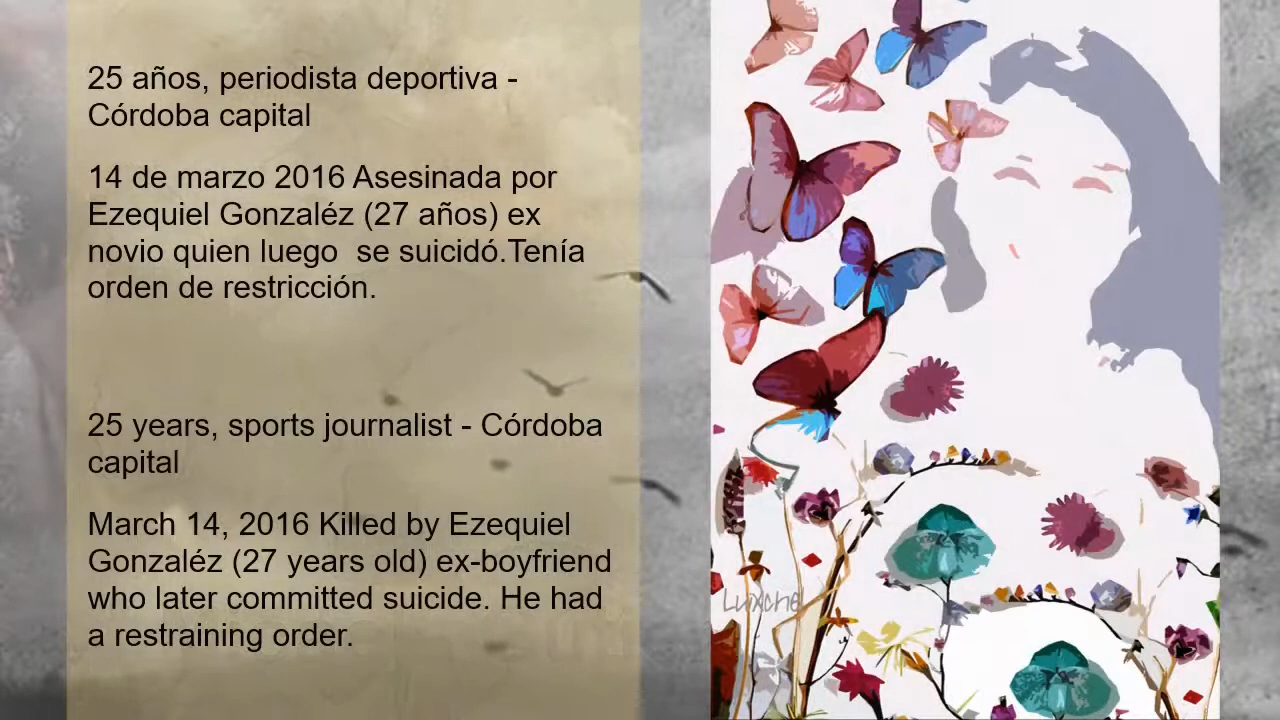 25 años, periodista deportiva -
Córdoba capital
14 de marzo 2016 Asesinada por
Ezequiel Gonzaléz (27 años) ex
novio quien luego  se suicidó.Tenía
orden de restricción.
25 years, sports journalist - Córdoba
capital
March 14, 2016 Killed by Ezequiel
Gonzaléz (27 years old) ex-boyfriend
who later committed suicide. He had
a restraining order.
Luixche